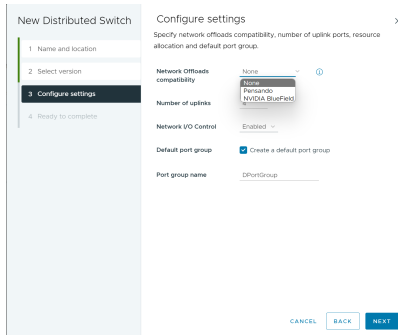 New Distributed Switch
1 Name and location
2 Select version
3 Configure settings
4 Ready to complete
Configure settings
Specify network offloads compatibility, number of uplink ports, resource
allocation and default port group.
Network Offloads
compatibility
None
None
Pensando
NVIDIA BlueField
Number of uplinks
Network I/O Control
Enabled
Default port group
Create a default port group
Port group name
DPortGroup
CANCEL
BACK
NEXT